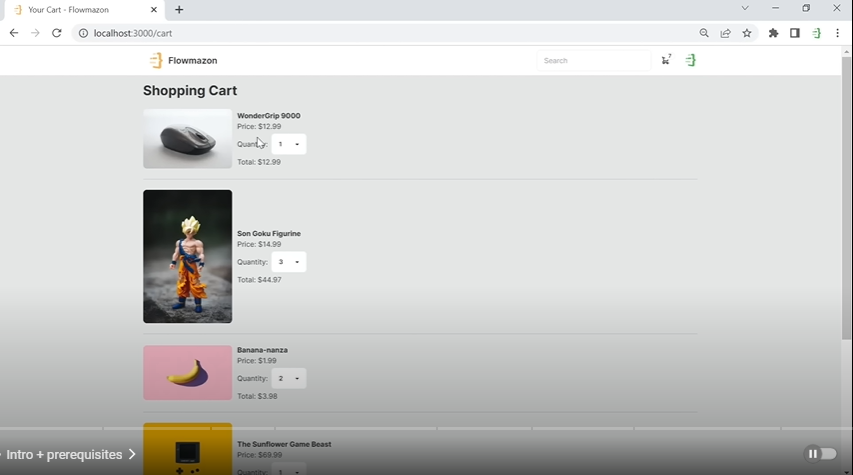 Your Cart - Flowmazon
localhost:3000/cart
Flowmazon
Search
7
Shopping Cart
WonderGrip 9000
Price: $12.99
Quantity: 1
Total: $12.99
Son Goku Figurine
Price: $14.99
Quantity: 3
Total: $44.97
Banana-nanza
Price: $1.99
Quantity: 2
Total: $3.98
The Sunflower Game Beast
Price: $69.99
Quantity: 1
Intro + prerequisites